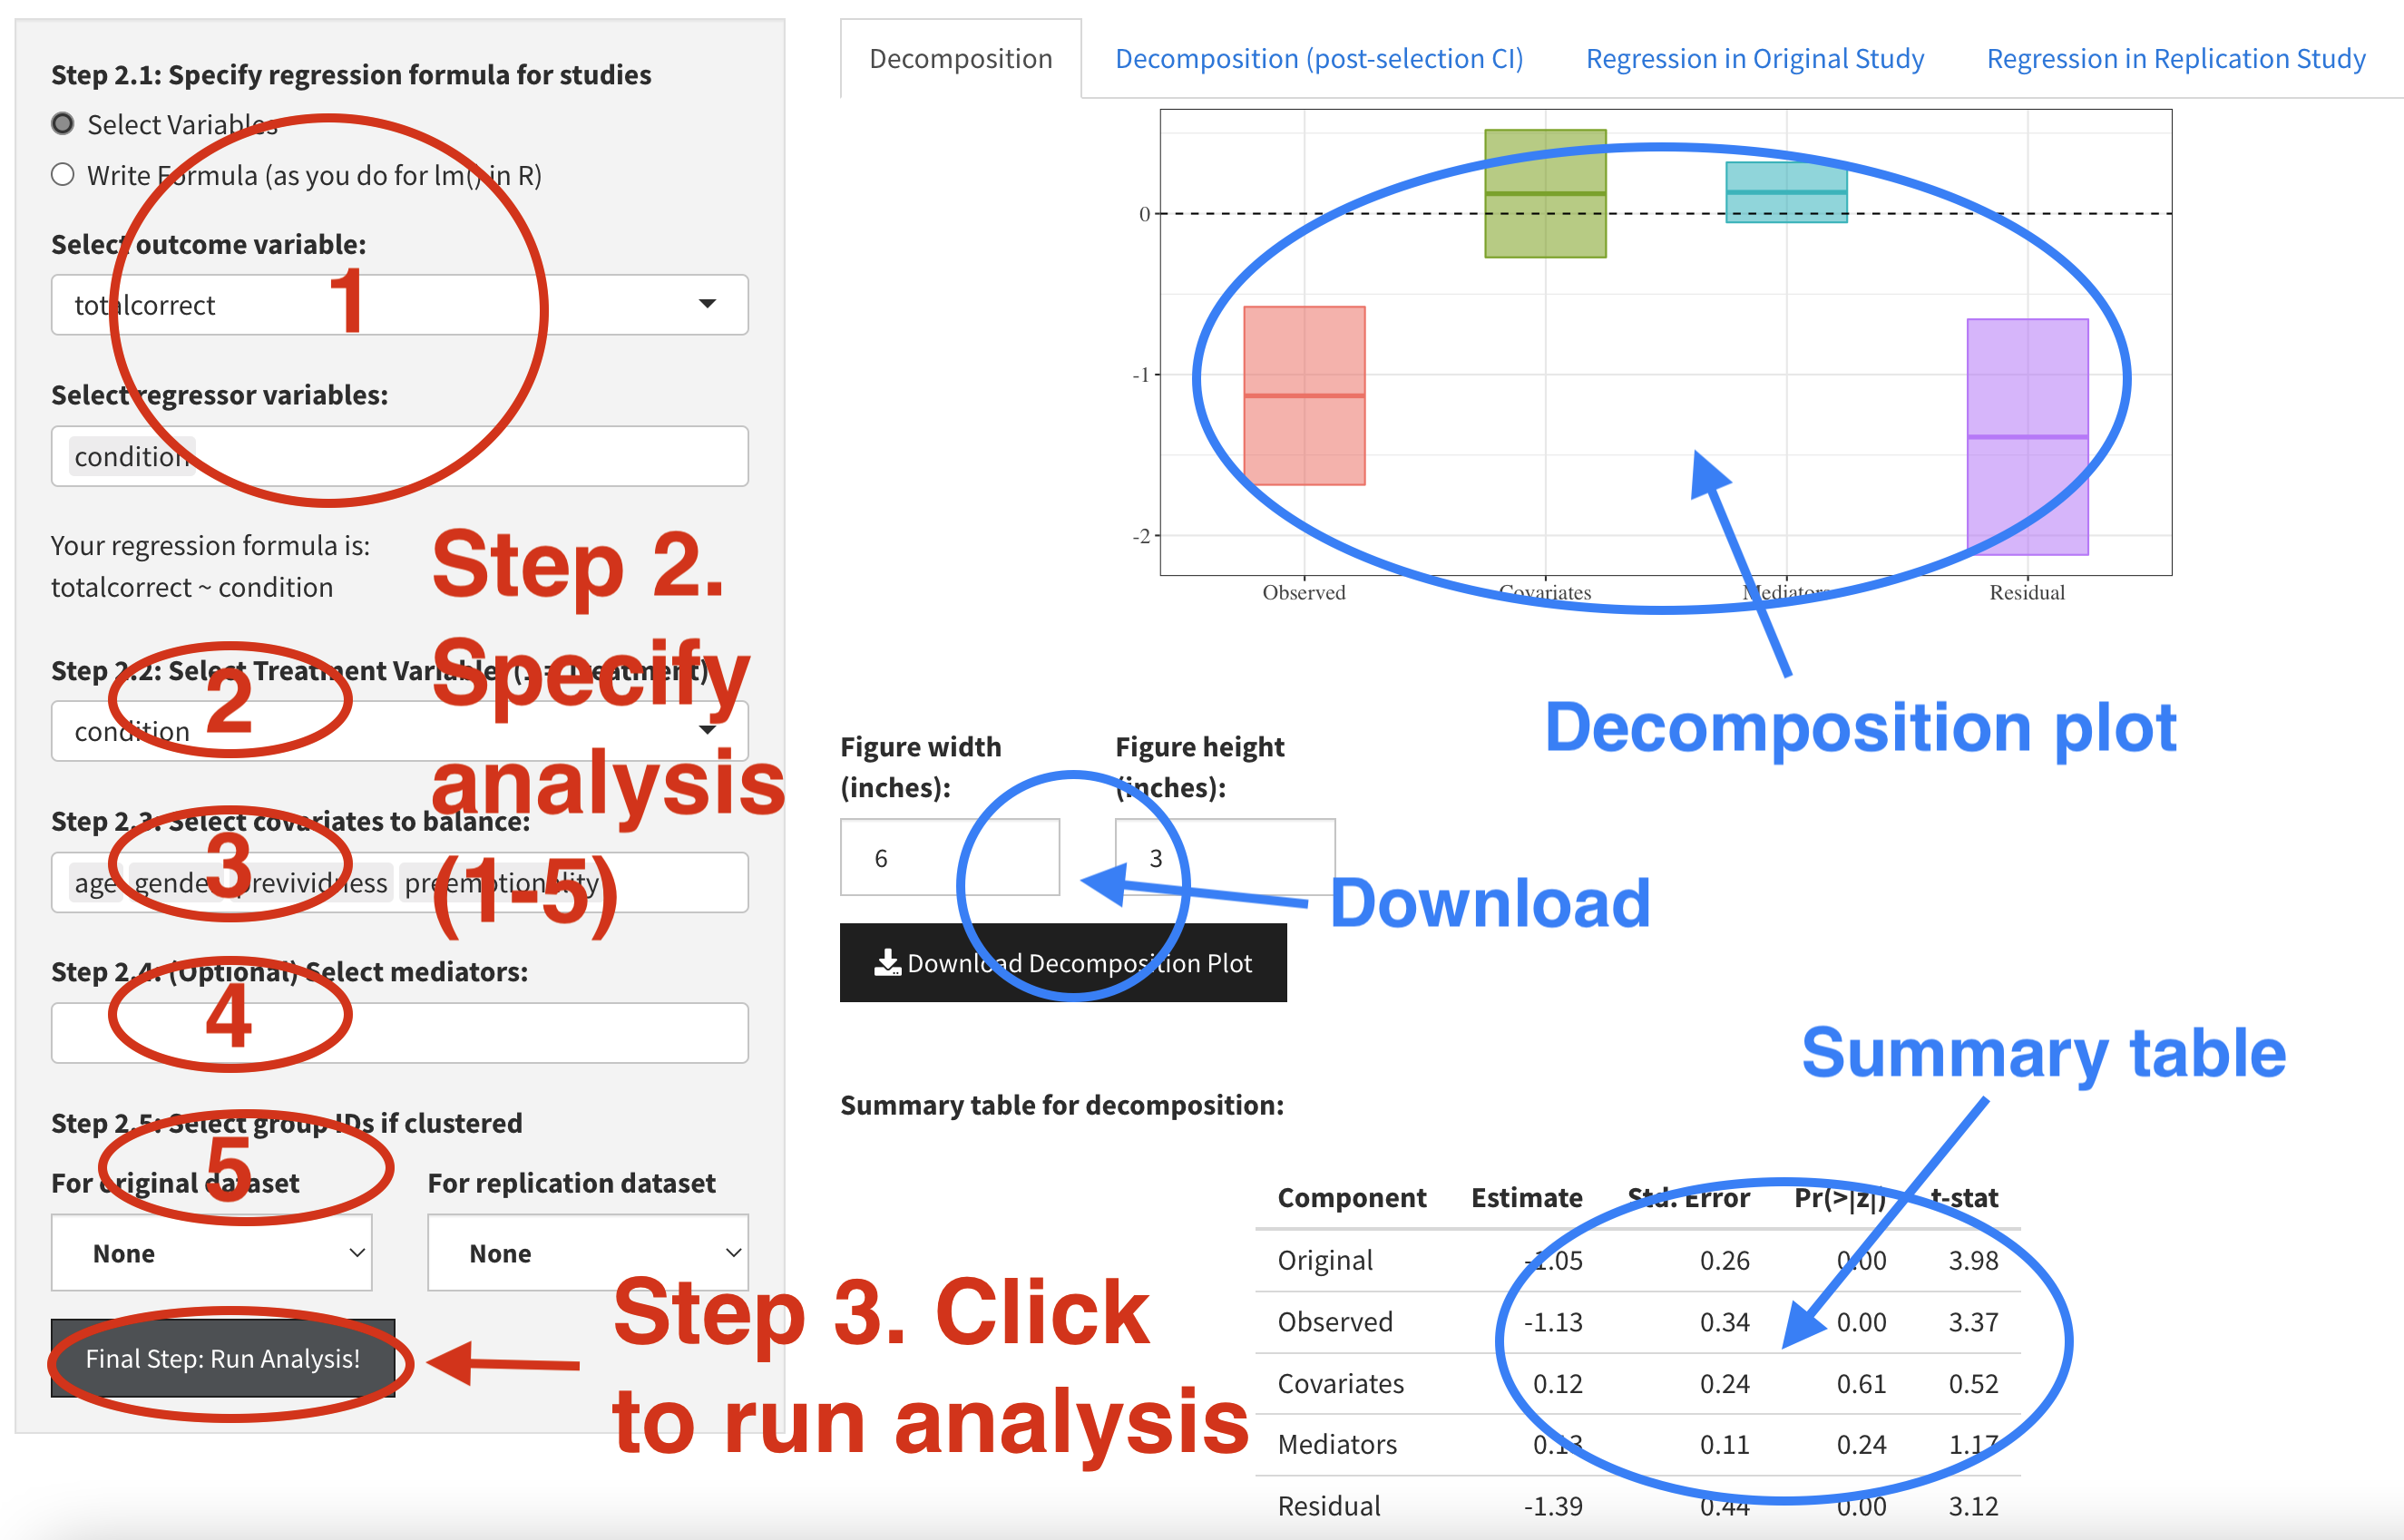 Step 2.1: Specify regression formula for studies
Select Variables
Write Formula (as you do for lm() in R)
Select outcome variable:
totalcorrect
1
Select regressor variables:
condition
Your regression formula is:
totalcorrect ~ condition
Step 2.
Specify
analysis
(1-5)
Step 2.2: Select Treatment Variable: (1 = Treatment)
2
condition
Step 2.3: Select covariates to balance:
3
age gender prevividness preemotionality
Step 2.4: (Optional) Select mediators:
4
Step 2.5: Select group IDs if clustered
5
For original dataset For replication dataset
None None
Final Step: Run Analysis!
Step 3. Click
to run analysis
Decomposition Decomposition (post-selection CI) Regression in Original Study Regression in Replication Study
0
-1
-2
Observed Covariates Mediators Residual
Decomposition plot
Figure width
(inches):
Figure height
(inches):
6 3
Download
Download Decomposition Plot
Summary table
Summary table for decomposition:
Component Estimate Std. Error Pr(>|z|) t-stat
Original -1.05 0.26 0.00 3.98
Observed -1.13 0.34 0.00 3.37
Covariates 0.12 0.24 0.61 0.52
Mediators 0.13 0.11 0.24 1.17
Residual -1.39 0.44 0.00 3.12